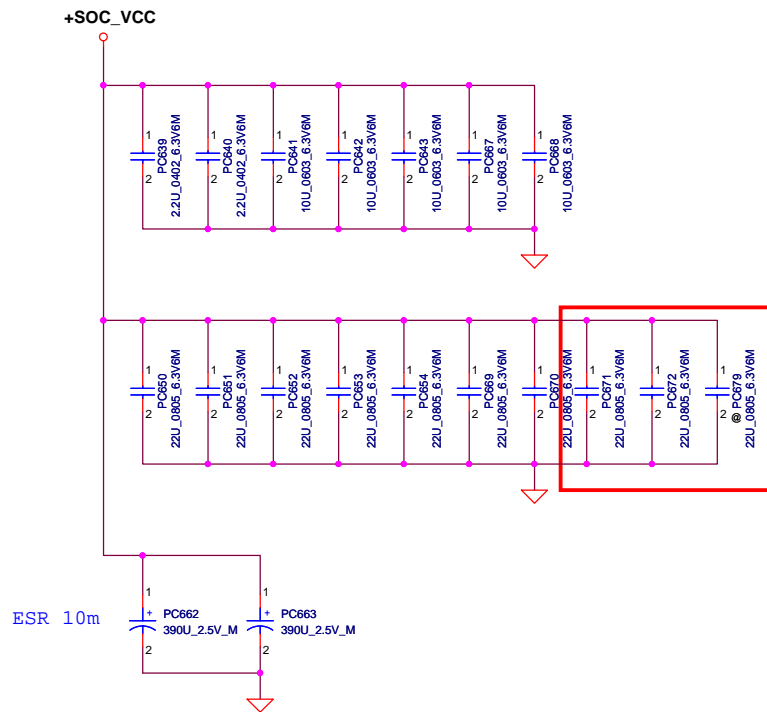 +SOC_VCC
1
2
PC639
2.2U_0402_6.3V6M
1
2
PC640
2.2U_0402_6.3V6M
1
2
PC641
10U_0603_6.3V6M
1
2
PC642
10U_0603_6.3V6M
1
2
PC643
10U_0603_6.3V6M
1
2
PC667
10U_0603_6.3V6M
1
2
PC668
10U_0603_6.3V6M
1
2
PC650
22U_0805_6.3V6M
1
2
PC651
22U_0805_6.3V6M
1
2
PC652
22U_0805_6.3V6M
1
2
PC653
22U_0805_6.3V6M
1
2
PC654
22U_0805_6.3V6M
1
2
PC669
22U_0805_6.3V6M
1
2
PC670
22U_0805_6.3V6M
1
2
PC671
22U_0805_6.3V6M
1
2
PC672
22U_0805_6.3V6M
1
2
@ PC679
22U_0805_6.3V6M
ESR 10m
1
+
2
PC662
390U_2.5V_M
1
+
2
PC663
390U_2.5V_M